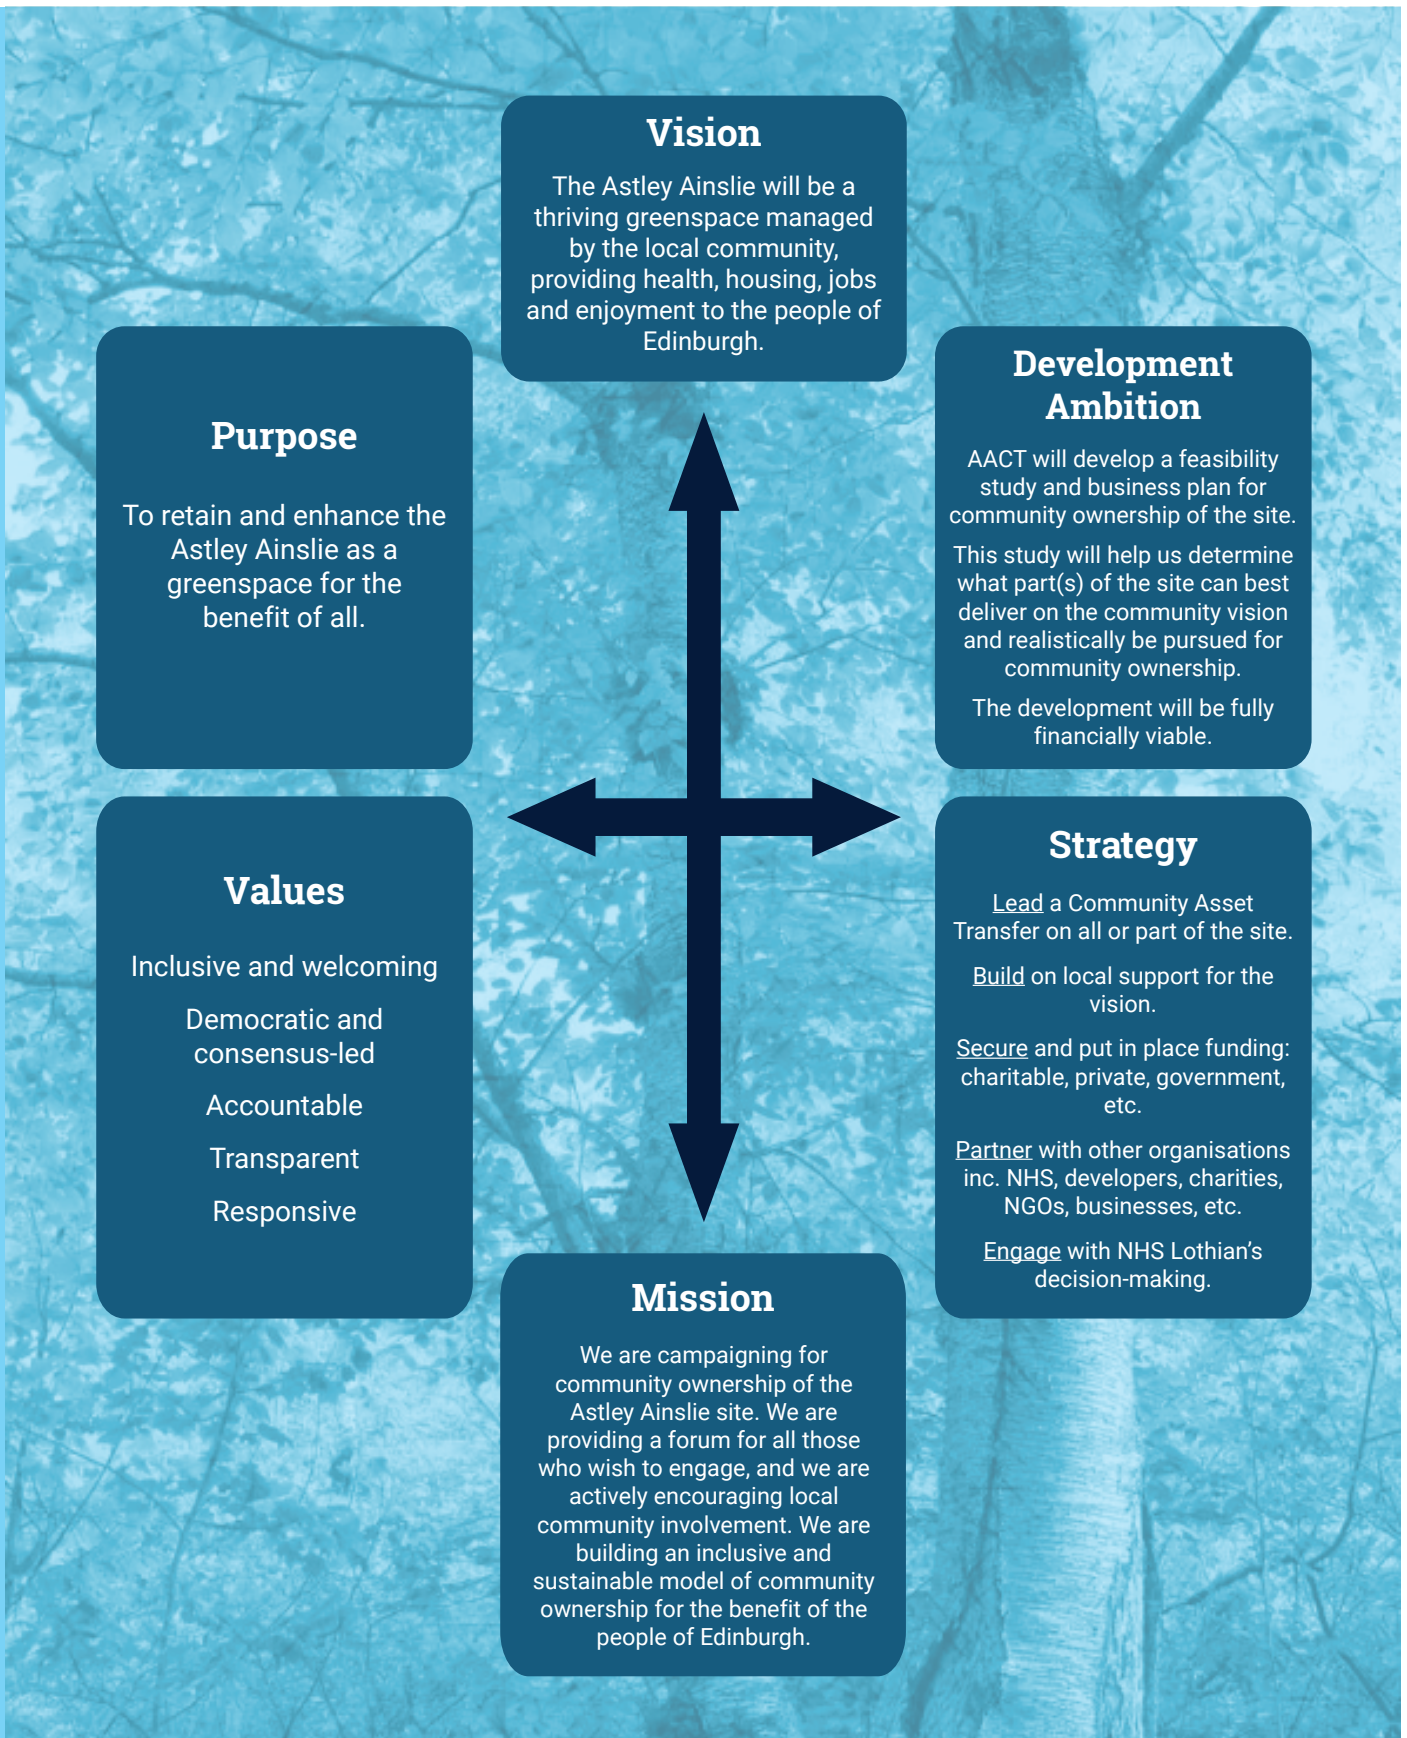 Vision
The Astley Ainslie will be a
thriving greenspace managed
by the local community,
providing health, housing, jobs
and enjoyment to the people of
Edinburgh.
Purpose
To retain and enhance the
Astley Ainslie as a
greenspace for the
benefit of all.
Development
Ambition
AACT will develop a feasibility
study and business plan for
community ownership of the site.
This study will help us determine
what part(s) of the site can best
deliver on the community vision
and realistically be pursued for
community ownership.
The development will be fully
financially viable.
Values
Inclusive and welcoming
Democratic and
consensus-led
Accountable
Transparent
Responsive
Strategy
Lead a Community Asset
Transfer on all or part of the site.
Build on local support for the
vision.
Secure and put in place funding:
charitable, private, government,
etc.
Partner with other organisations
inc. NHS, developers, charities,
NGOs, businesses, etc.
Engage with NHS Lothian’s
decision-making.
Mission
We are campaigning for
community ownership of the
Astley Ainslie site. We are
providing a forum for all those
who wish to engage, and we are
actively encouraging local
community involvement. We are
building an inclusive and
sustainable model of community
ownership for the benefit of the
people of Edinburgh.